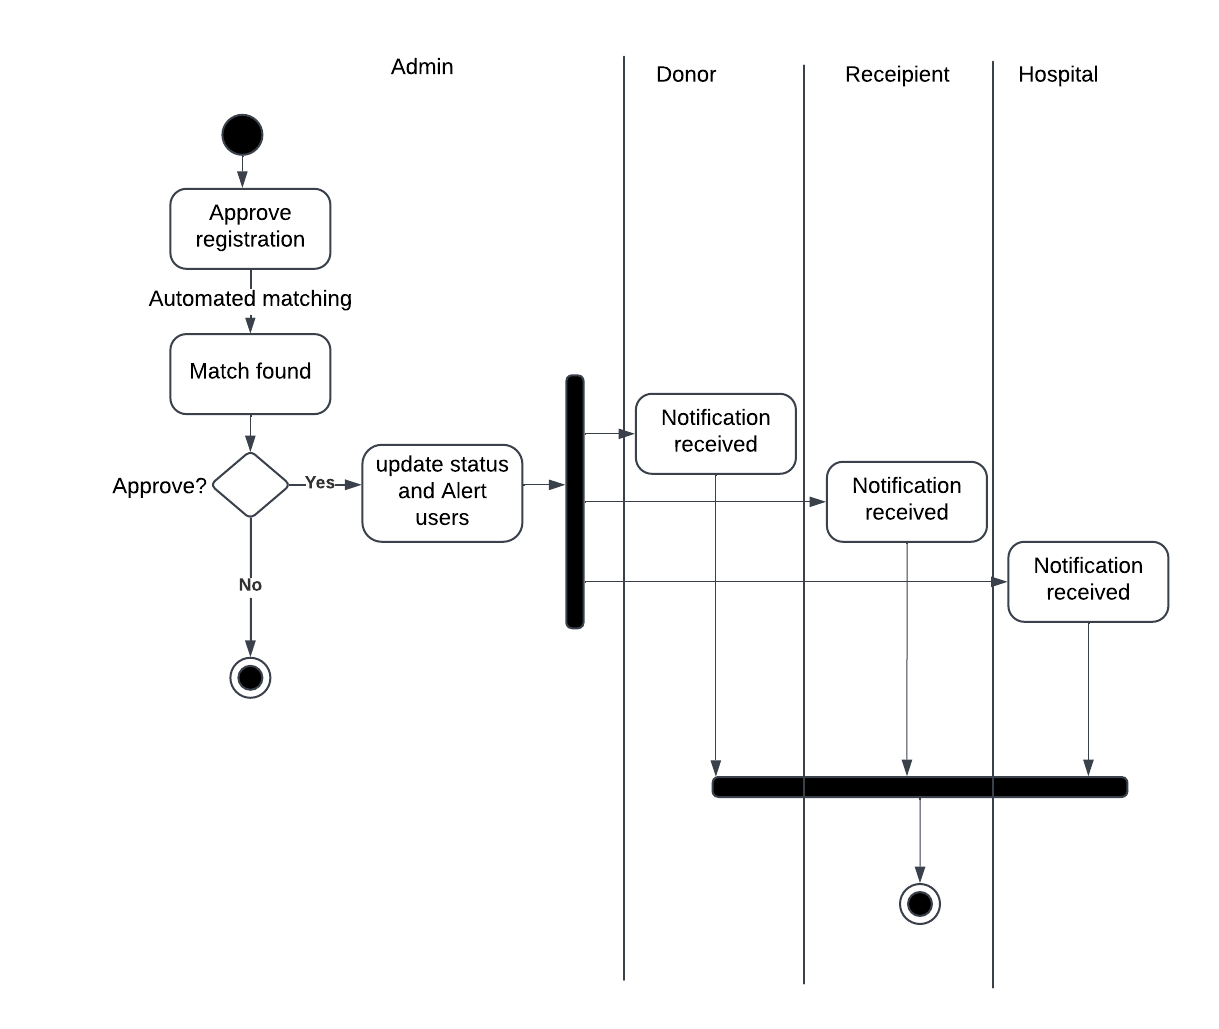 Admin
Donor
Receipient
Hospital
Approve
registration
Automated matching
Match found
Approve?
Yes
No
update status
and Alert
users
Notification
received
Notification
received
Notification
received